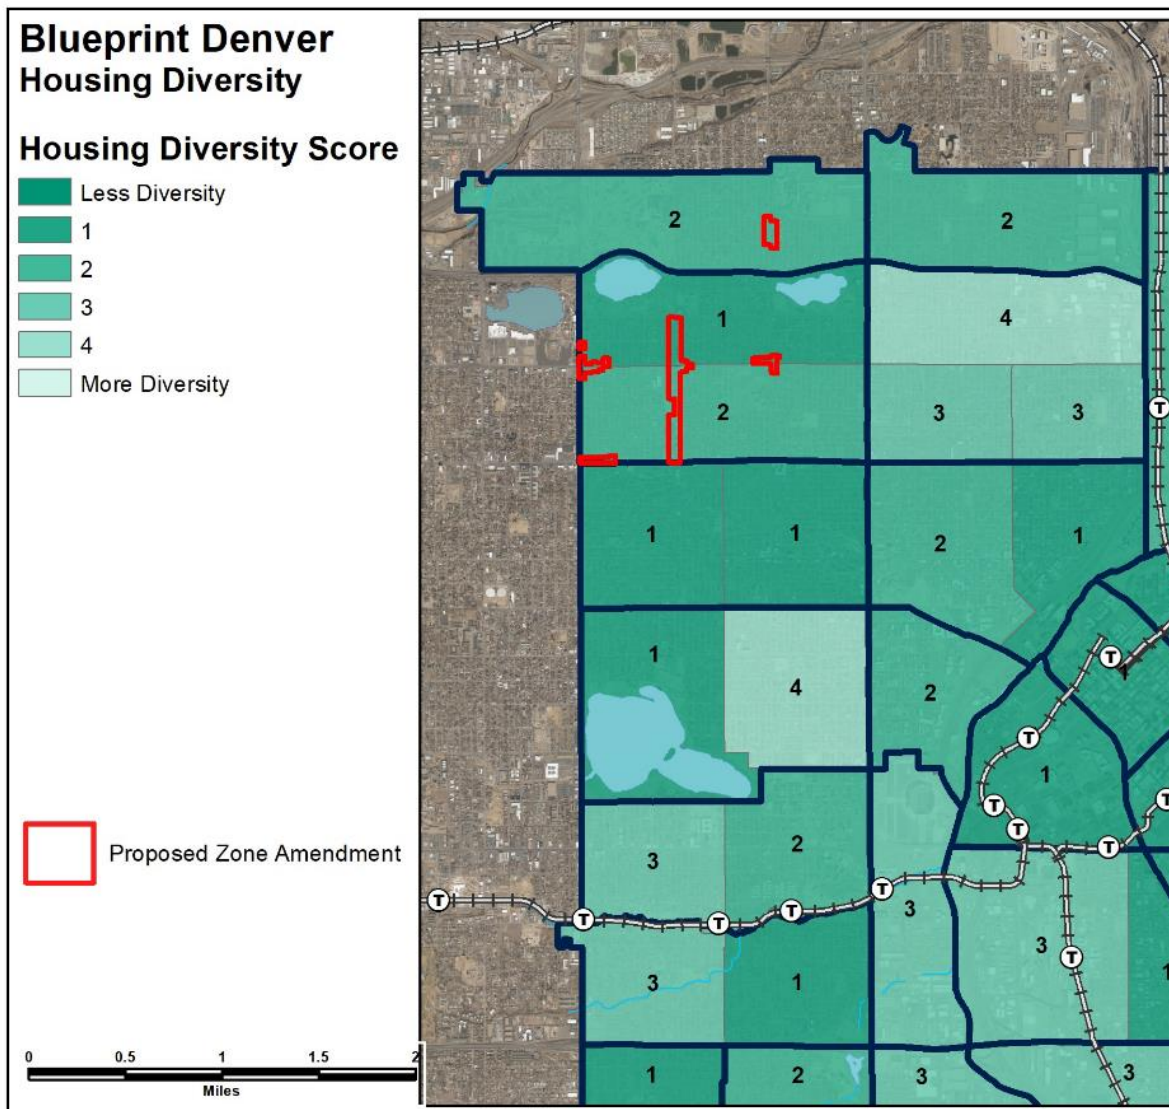 Blueprint Denver
Housing Diversity
Housing Diversity Score
Less Diversity
1
2
3
4
More Diversity
Proposed Zone Amendment
0 0.5 1 1.5 2
Miles
2 2
1 4
2 3 3
1 1 2 1
1 4 2 1
1
3 2
3 3
3 1 1
1 2 3 3
T
T
T
T
T
T
T
T
T
T
T
T
T
T